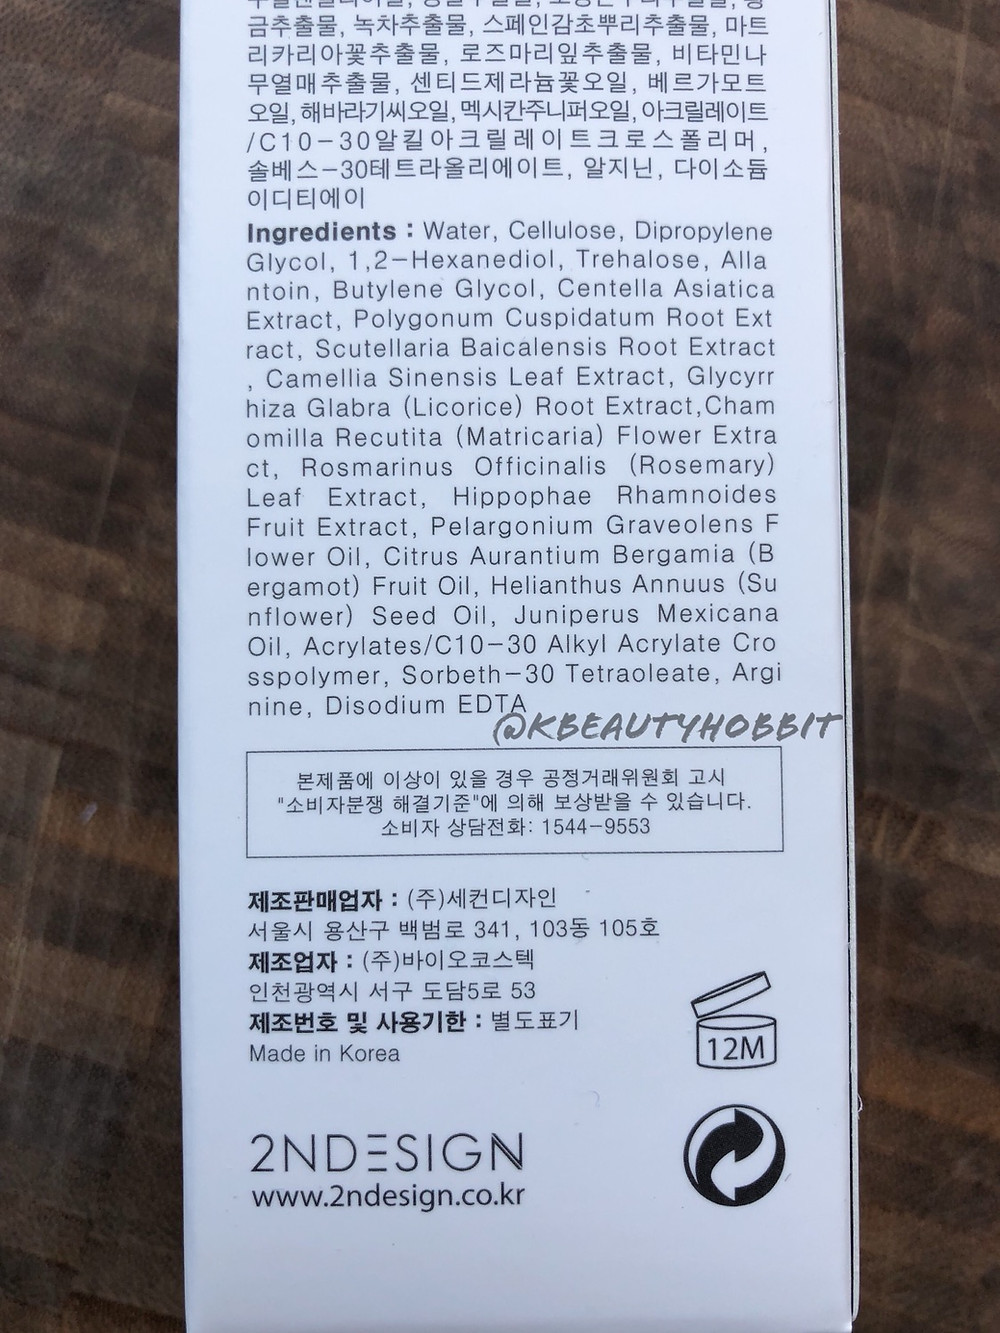 금추출물, 녹차추출물, 스페인감초뿌리추출물, 마트
리카리아꽃추출물, 로즈마리잎추출물, 비타민나
무열매추출물, 센티드제라늄꽃오일, 베르가모트
오일, 해바라기씨오일, 멕시칸주니퍼오일, 아크릴레이트
/C10-30알킬아크릴레이트크로스폴리머,
솔베스-30테트라올리에이트, 알지닌, 다이소듐
이디티에이
Ingredients : Water, Cellulose, Dipropylene
Glycol, 1,2-Hexanediol, Trehalose, Alla
ntoin, Butylene Glycol, Centella Asiatica
Extract, Polygonum Cuspidatum Root Ext
ract, Scutellaria Baicalensis Root Extract
, Camellia Sinensis Leaf Extract, Glycyrr
hiza Glabra (Licorice) Root Extract,Cham
omilla Recutita (Matricaria) Flower Extra
ct, Rosmarinus Officinalis (Rosemary)
Leaf Extract, Hippophae Rhamnoides
Fruit Extract, Pelargonium Graveolens F
lower Oil, Citrus Aurantium Bergamia (B
ergamot) Fruit Oil, Helianthus Annuus (Su
nflower) Seed Oil, Juniperus Mexicana
Oil, Acrylates/C10-30 Alkyl Acrylate Cro
sspolymer, Sorbeth-30 Tetraoleate, Argi
nine, Disodium EDTA
@KBEAUTYHOBBIT
본제품에 이상이 있을 경우 공정거래위원회 고시
"소비자분쟁 해결기준"에 의해 보상받을 수 있습니다.
소비자 상담전화: 1544-9553
제조판매업자 : (주)세컨디자인
서울시 용산구 백범로 341, 103동 105호
제조업자 : (주)바이오코스텍
인천광역시 서구 도담5로 53
제조번호 및 사용기한 : 별도표기
Made in Korea
12M
2NDESIGN
www.2ndesign.co.kr